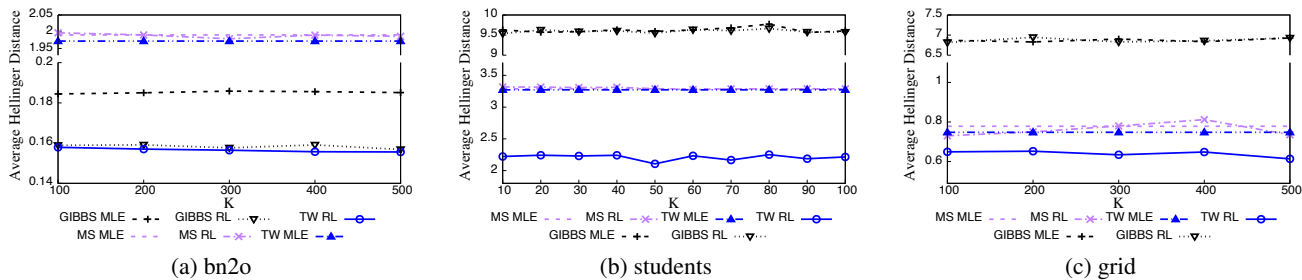 Average Hellinger Distance
2.05
2
1.95
0.2
0.18
0.16
0.14
100 200 300 400 500
K
GIBBS MLE GIBBS RL TW RL
MS MLE MS RL TW MLE
(a) bn2o
Average Hellinger Distance
10
9.5
9
3.5
3
2.5
2
10 20 30 40 50 60 70 80 90 100
K
MS MLE MS RL TW MLE TW RL
GIBBS MLE GIBBS RL
(b) students
Average Hellinger Distance
7.5
7
6.5
1
0.8
0.6
100 200 300 400 500
K
MS MLE MS RL TW MLE TW RL
GIBBS MLE GIBBS RL
(c) grid